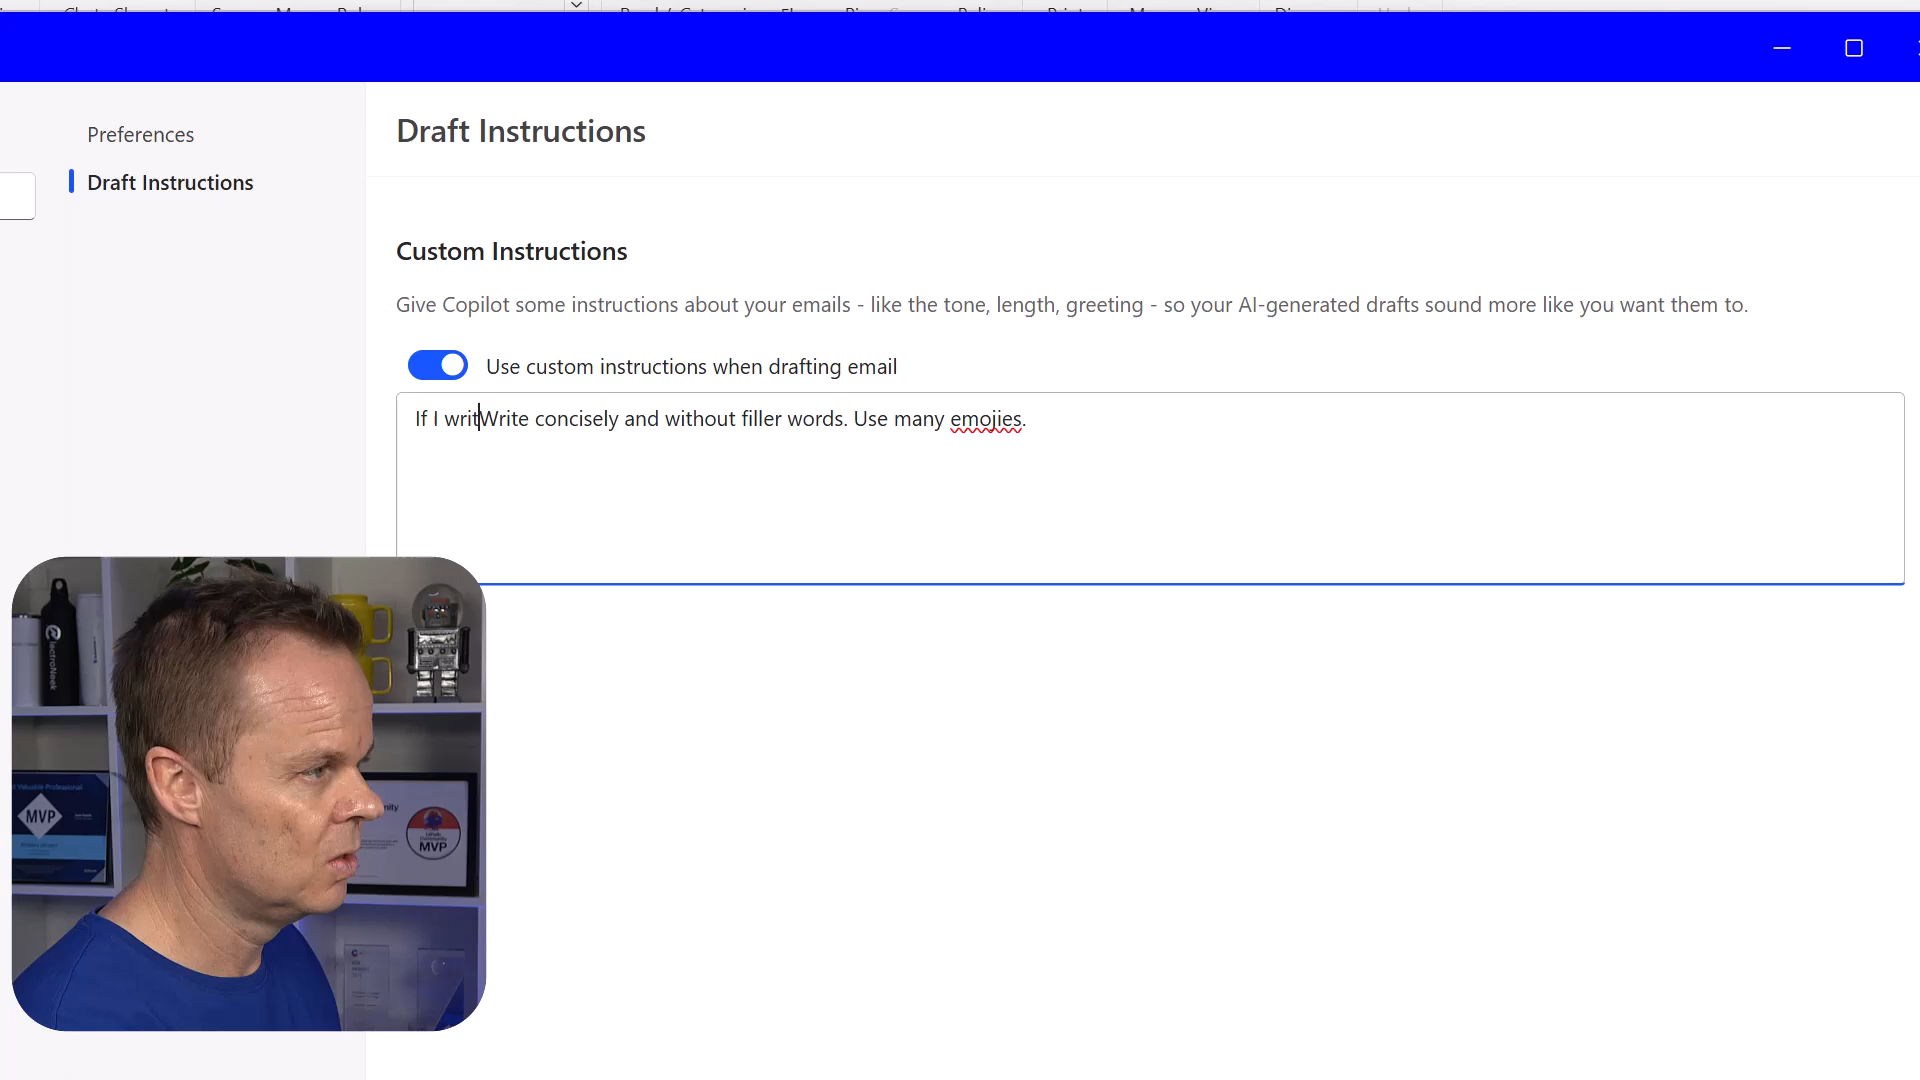 Preferences
Draft Instructions
Draft Instructions
Custom Instructions
Give Copilot some instructions about your emails - like the tone, length, greeting - so your AI-generated drafts sound more like you want them to.
Use custom instructions when drafting email
If I writWrite concisely and without filler words. Use many emojies.
lectroNeek
MVP
MVP